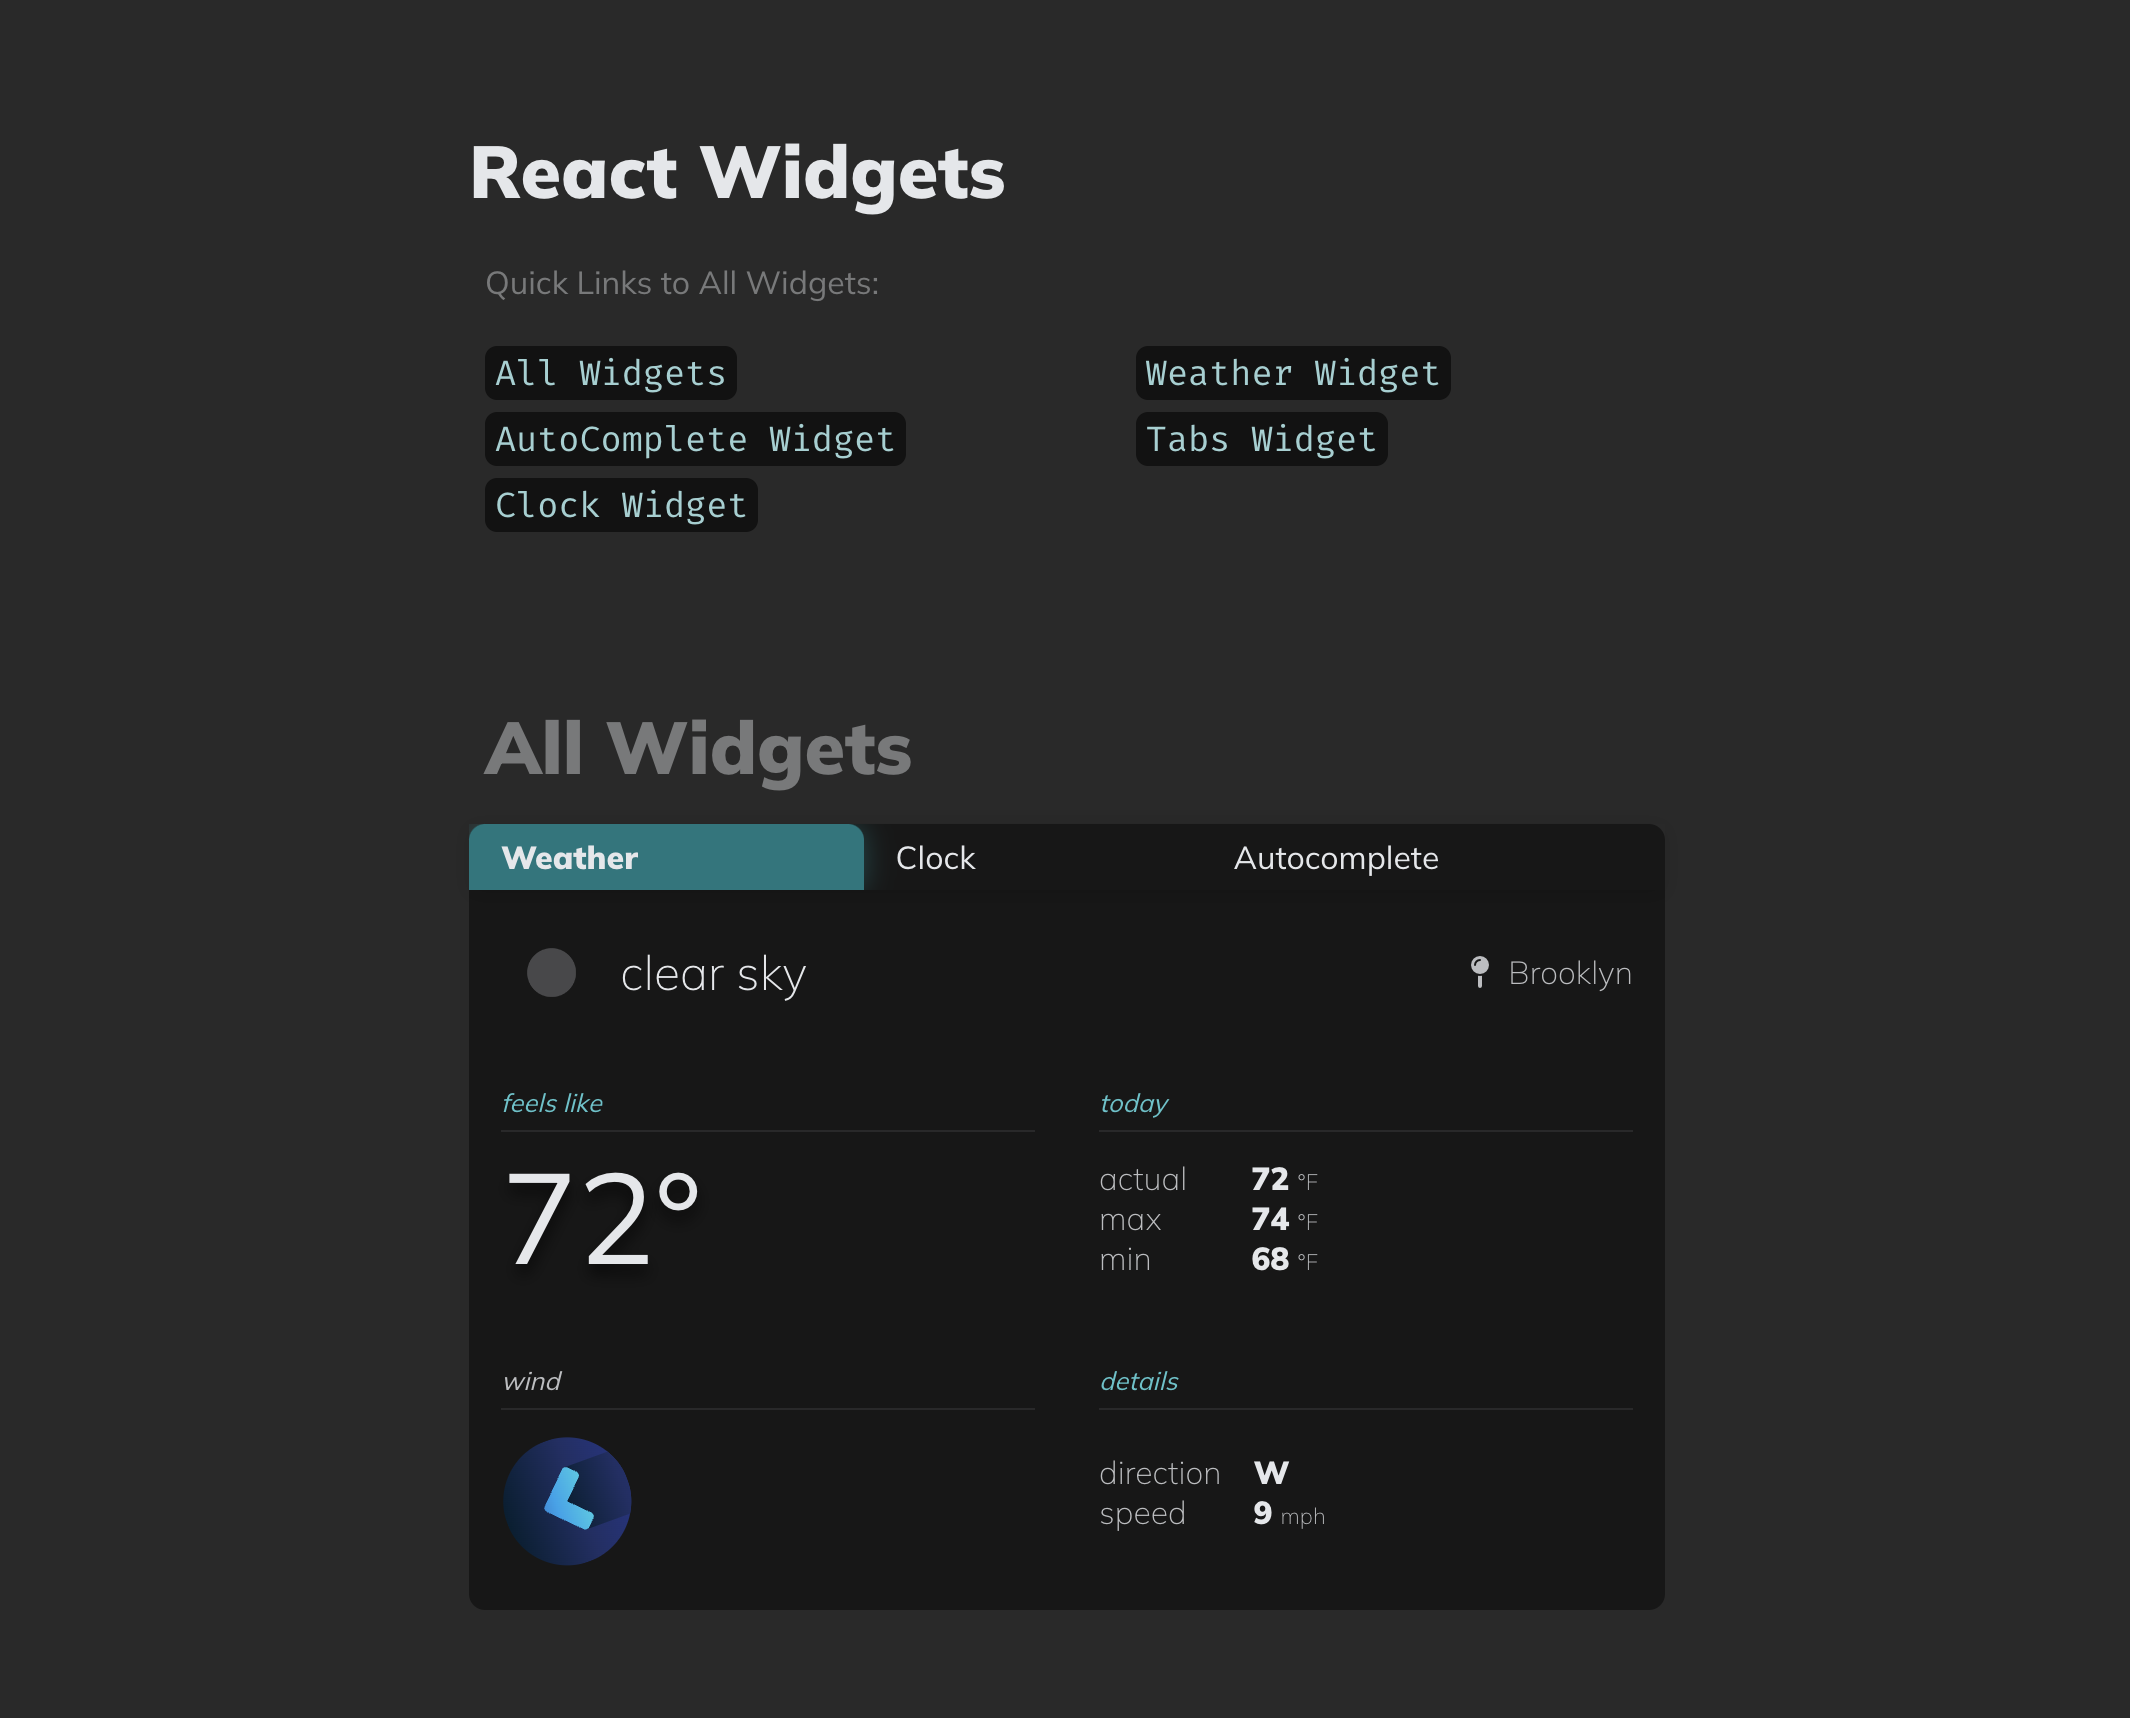 React Widgets
Quick Links to All Widgets:
All Widgets
Weather Widget
AutoComplete Widget
Tabs Widget
Clock Widget
All Widgets
Weather
Clock
Autocomplete
clear sky
Brooklyn
feels like
72°
today
actual 72 °F
max 74 °F
min 68 °F
wind
details
direction W
speed 9 mph